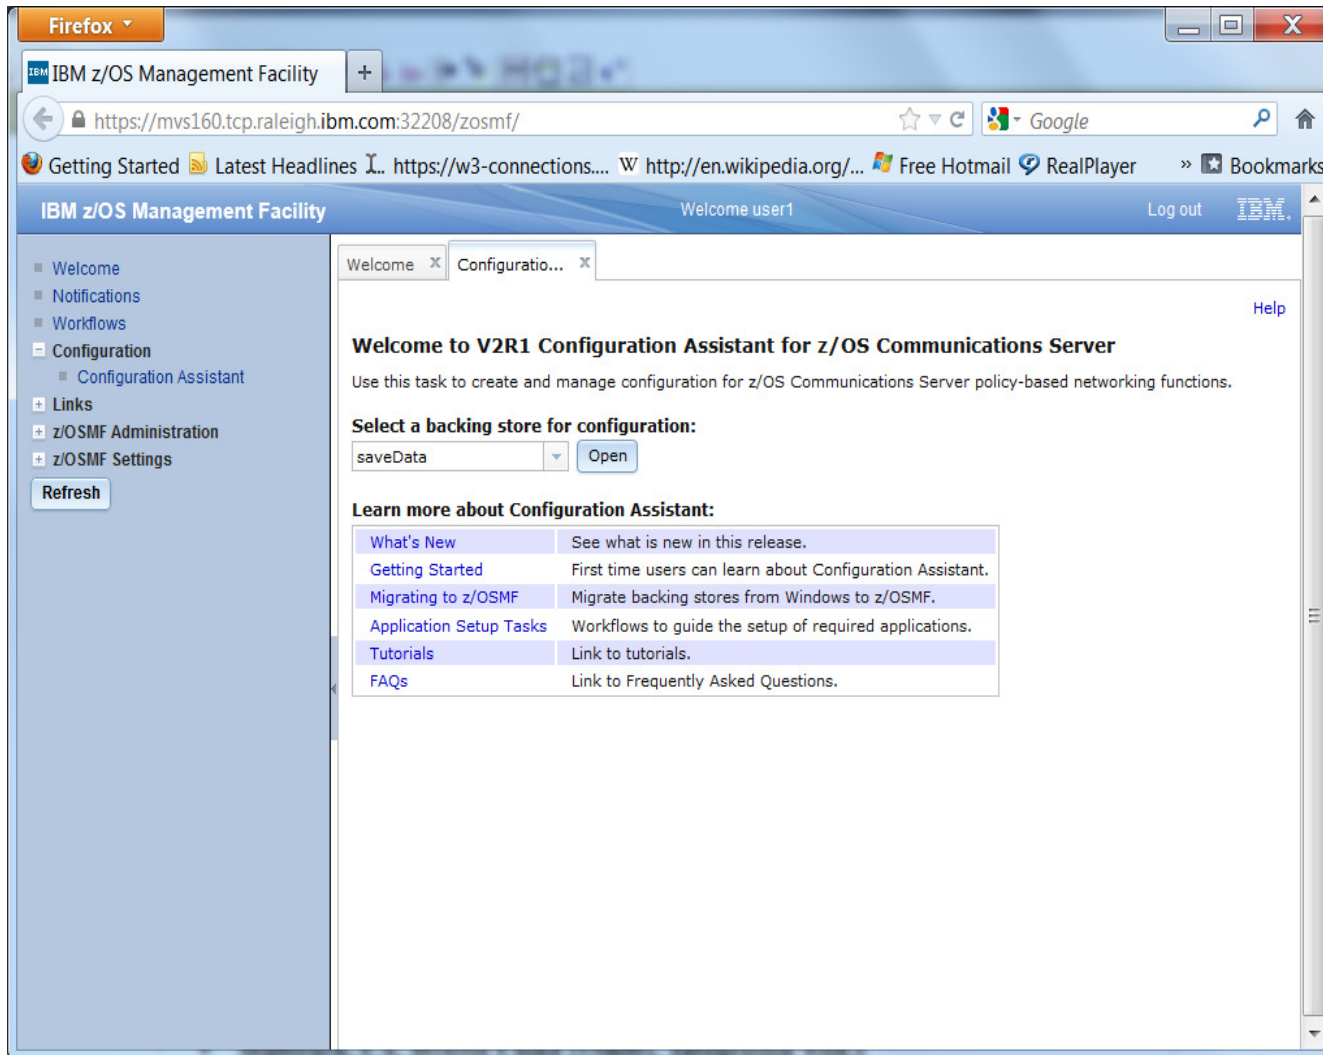 Firefox
IBM IBM z/OS Management Facility +
https://mvs160.tcp.raleigh.ibm.com:32208/zosmf/ Google
Getting Started Latest Headlines https://w3-connections.... W http://en.wikipedia.org/... Free Hotmail RealPlayer » Bookmarks
IBM z/OS Management Facility Welcome user1 Log out IBM.
Welcome x Configuratio... x
Welcome
Notifications
Workflows
Configuration
Configuration Assistant
Links
z/OSMF Administration
z/OSMF Settings
Refresh
Help
Welcome to V2R1 Configuration Assistant for z/OS Communications Server
Use this task to create and manage configuration for z/OS Communications Server policy-based networking functions.
Select a backing store for configuration:
saveData Open
Learn more about Configuration Assistant:
What's New See what is new in this release.
Getting Started First time users can learn about Configuration Assistant.
Migrating to z/OSMF Migrate backing stores from Windows to z/OSMF.
Application Setup Tasks Workflows to guide the setup of required applications.
Tutorials Link to tutorials.
FAQs Link to Frequently Asked Questions.